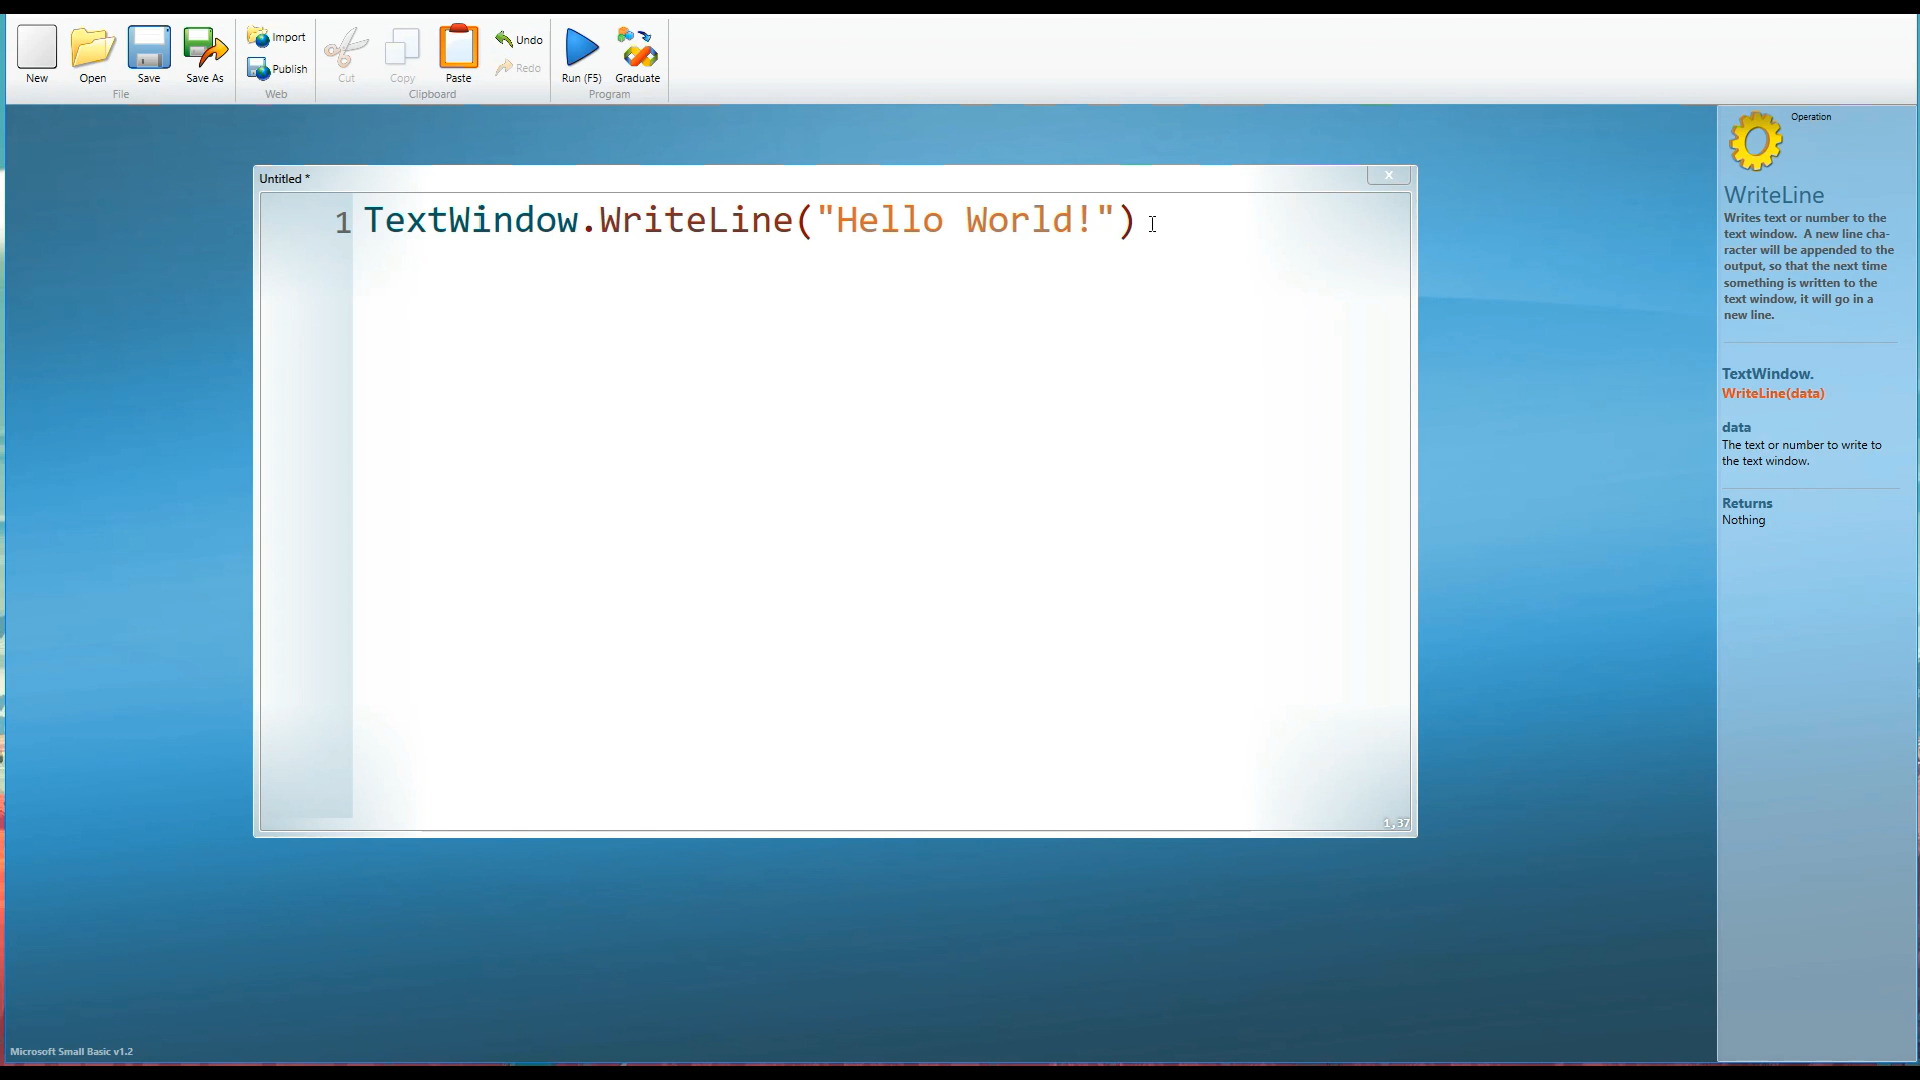 New
Open
Save
Save As
File
Import
Publish
Web
Cut
Copy
Paste
Undo
Redo
Clipboard
Run (F5)
Graduate
Program
Untitled *
x
1 TextWindow.WriteLine("Hello World!")
1,37
Operation
WriteLine
Writes text or number to the
text window. A new line cha-
racter will be appended to the
output, so that the next time
something is written to the
text window, it will go in a
new line.
TextWindow.
WriteLine(data)
data
The text or number to write to
the text window.
Returns
Nothing
Microsoft Small Basic v1.2